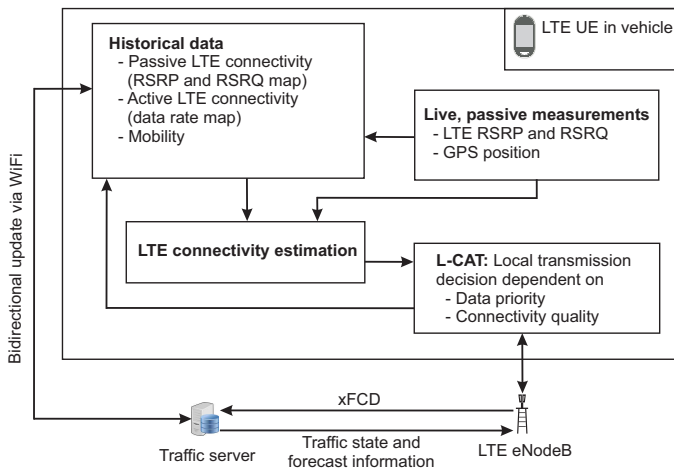 LTE UE in vehicle
Historical data
- Passive LTE connectivity
(RSRP and RSRQ map)
- Active LTE connectivity
(data rate map)
- Mobility
Live, passive measurements
- LTE RSRP and RSRQ
- GPS position
LTE connectivity estimation
L-CAT: Local transmission
decision dependent on
- Data priority
- Connectivity quality
Bidirectional update via WiFi
xFCD
Traffic server
Traffic state and
forecast information
LTE eNodeB